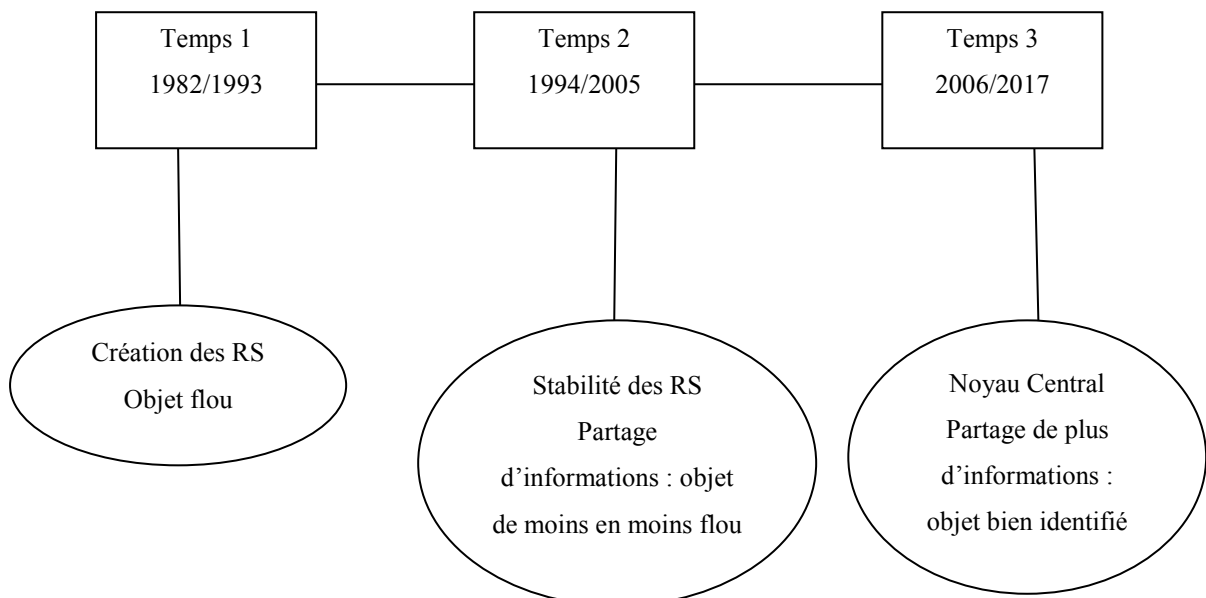 Temps 1
1982/1993
Temps 2
1994/2005
Temps 3
2006/2017
Création des RS
Objet flou
Stabilité des RS
Partage
d’informations : objet
de moins en moins flou
Noyau Central
Partage de plus
d’informations :
objet bien identifié